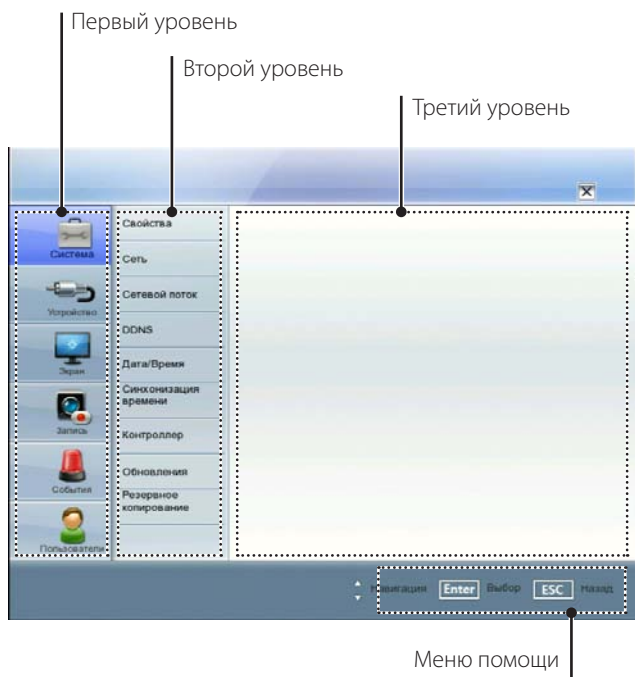 Первый уровень
Второй уровень
Третий уровень
Система
Устройство
Экран
Запись
События
Пользователи
Свойства
Сеть
Сетевой поток
DDNS
Дата/Время
Синхонизация
времени
Контроллер
Обновления
Резервное
копирование
Навигация Enter Выбор ESC Назад
Меню помощи